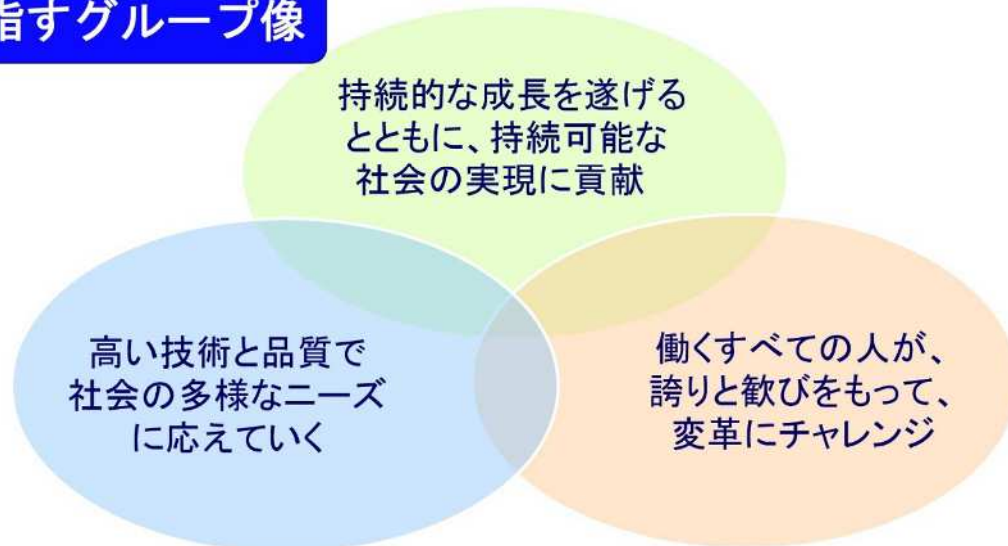 指すグループ像
持続的な成長を遂げる
とともに、持続可能な
社会の実現に貢献
高い技術と品質で
社会の多様なニーズ
に応えていく
働くすべての人が、
誇りと歓びをもって、
変革にチャレンジ